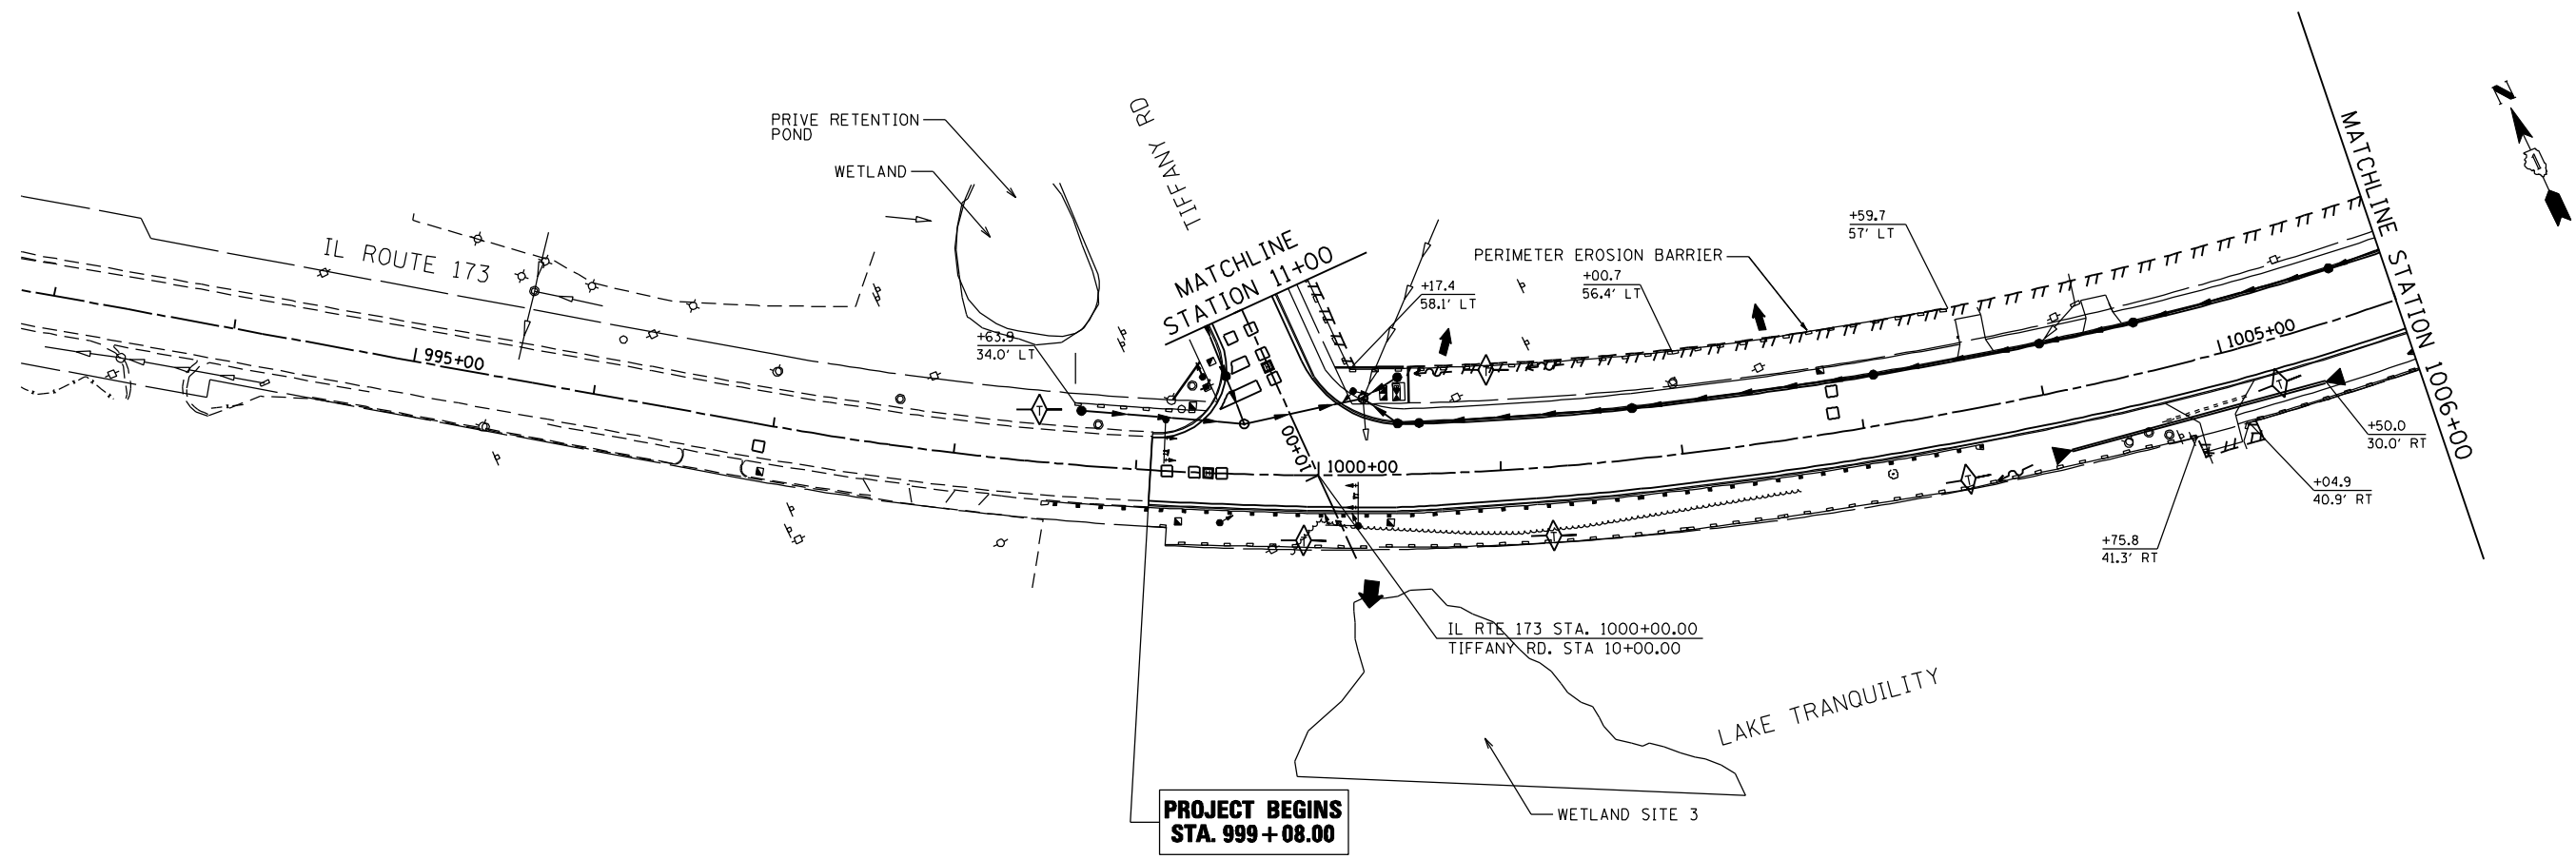 PRIVE RETENTION
POND
WETLAND
TIFFANY RD
IL ROUTE 173
MATCHLINE
STATION 11+00
N
MATCHLINE STATION 1006+00
+59.7
57' LT
PERIMETER EROSION BARRIER
+00.7
56.4' LT
+17.4
58.1' LT
+63.9
34.0' LT
995+00
1005+00
10+00
1000+00
T
T
T
T
T
T
+50.0
30.0' RT
+04.9
40.9' RT
+75.8
41.3' RT
IL RTE 173 STA. 1000+00.00
TIFFANY RD. STA 10+00.00
LAKE TRANQUILITY
WETLAND SITE 3
PROJECT BEGINS
STA. 999+08.00